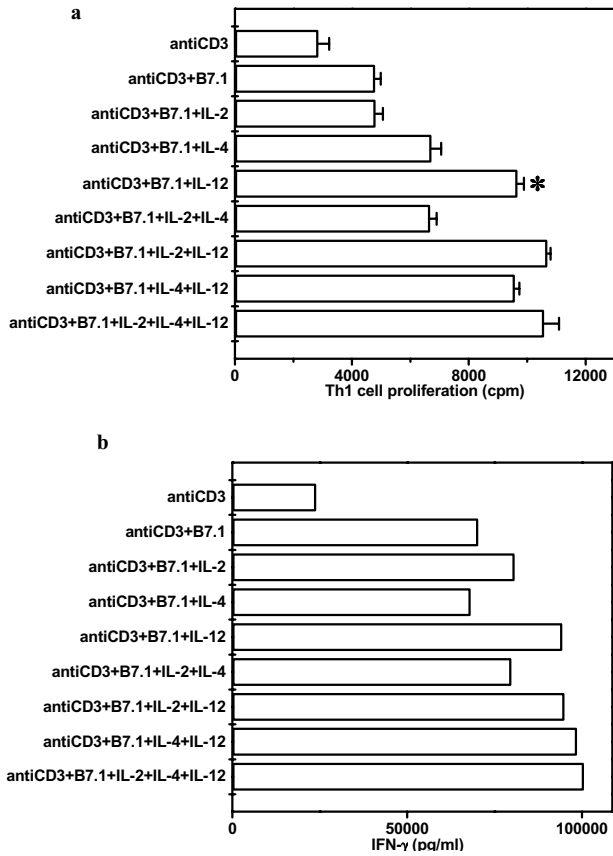 a
antiCD3
antiCD3+B7.1
antiCD3+B7.1+IL-2
antiCD3+B7.1+IL-4
antiCD3+B7.1+IL-12
*
antiCD3+B7.1+IL-2+IL-4
antiCD3+B7.1+IL-2+IL-12
antiCD3+B7.1+IL-4+IL-12
antiCD3+B7.1+IL-2+IL-4+IL-12
0 4000 8000 12000
Th1 cell proliferation (cpm)
b
antiCD3
antiCD3+B7.1
antiCD3+B7.1+IL-2
antiCD3+B7.1+IL-4
antiCD3+B7.1+IL-12
antiCD3+B7.1+IL-2+IL-4
antiCD3+B7.1+IL-2+IL-12
antiCD3+B7.1+IL-4+IL-12
antiCD3+B7.1+IL-2+IL-4+IL-12
0 50000 100000
IFN-γ (pg/ml)